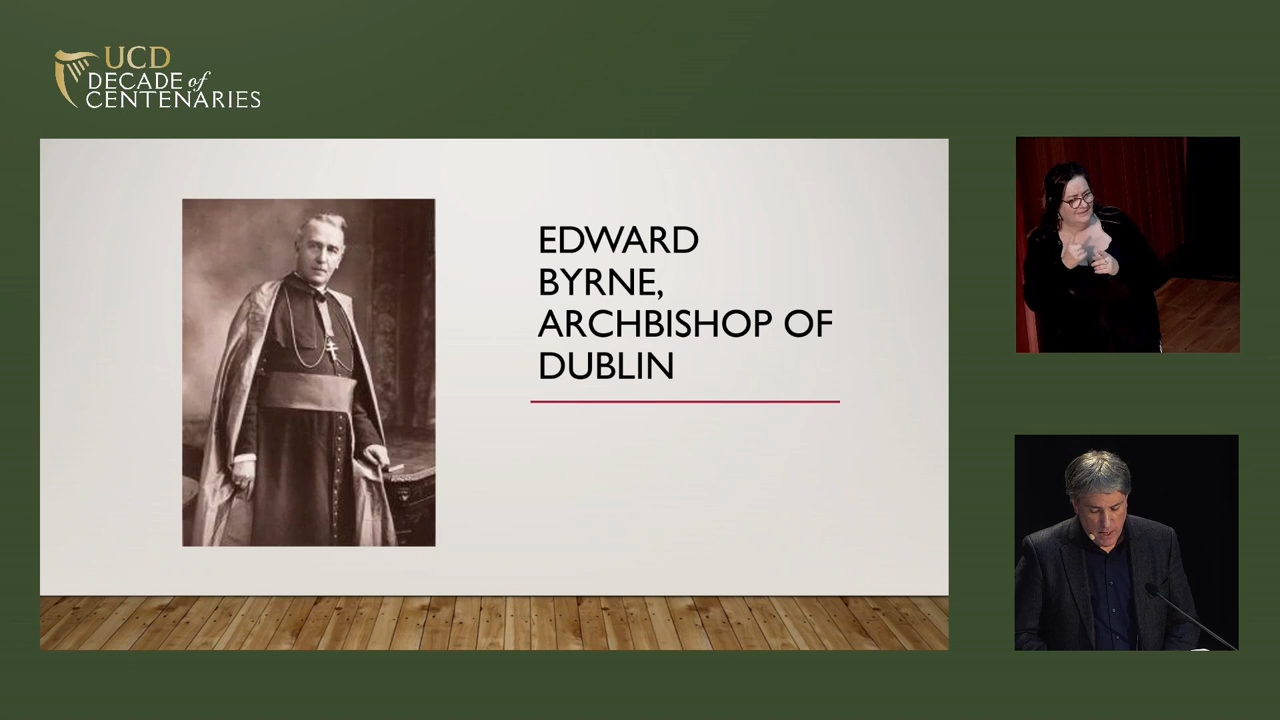 UCD
DECADE of
CENTENARIES
EDWARD
BYRNE,
ARCHBISHOP OF
DUBLIN